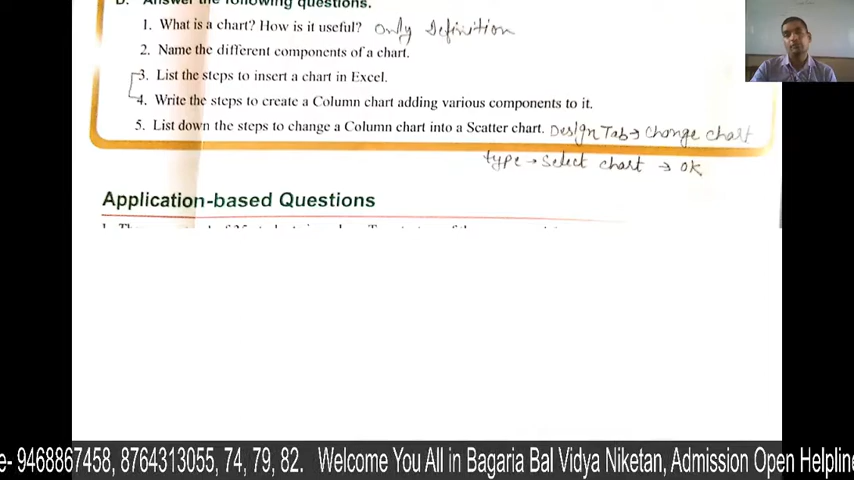 D. Answer the following questions.
1. What is a chart? How is it useful? only Definition
2. Name the different components of a chart.
3. List the steps to insert a chart in Excel.
4. Write the steps to create a Column chart adding various components to it.
5. List down the steps to change a Column chart into a Scatter chart. Design Tab → Change chart
type → Select chart → OK
Application-based Questions
e- 9468867458, 8764313055, 74, 79, 82. Welcome You All in Bagaria Bal Vidya Niketan, Admission Open Helpline